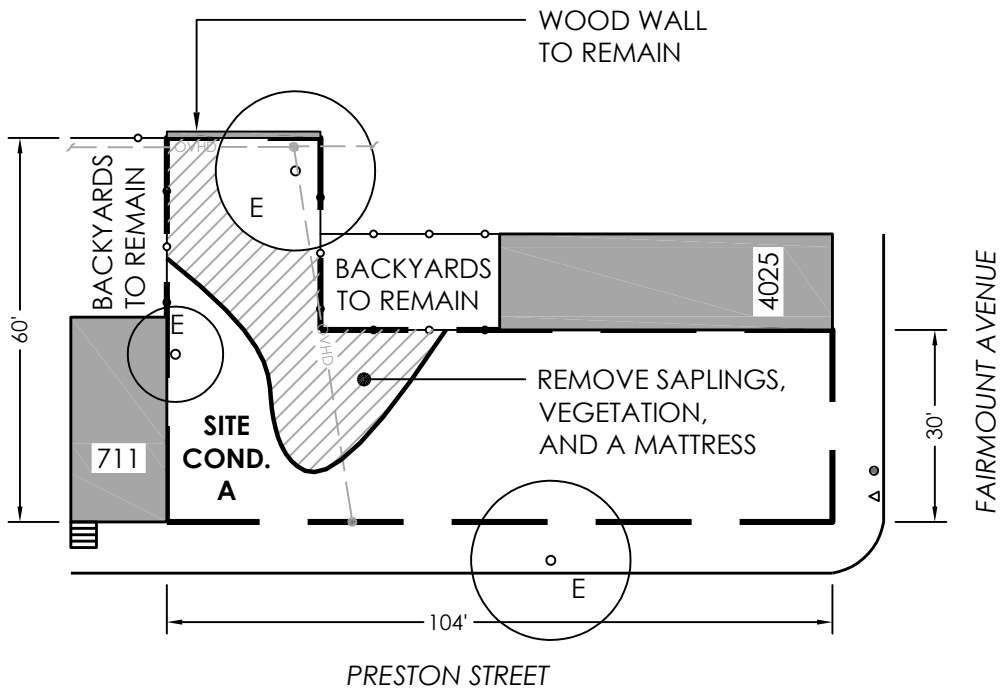 WOOD WALL
TO REMAIN
OVHD
BACKYARDS
TO REMAIN
E
60'
BACKYARDS
TO REMAIN
4025
FAIRMOUNT AVENUE
E
OVHD
REMOVE SAPLINGS,
VEGETATION,
AND A MATTRESS
30'
SITE
COND.
A
711
E
104'
PRESTON STREET